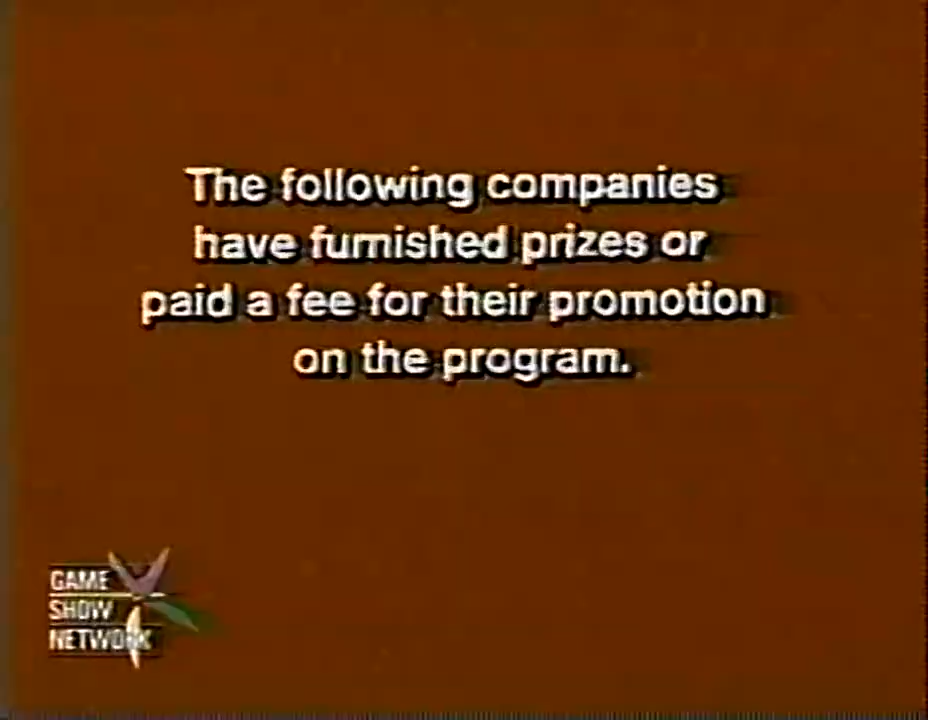 The following companies
have furnished prizes or
paid a fee for their promotion
on the program.
GAME
SHOW
NETWORK